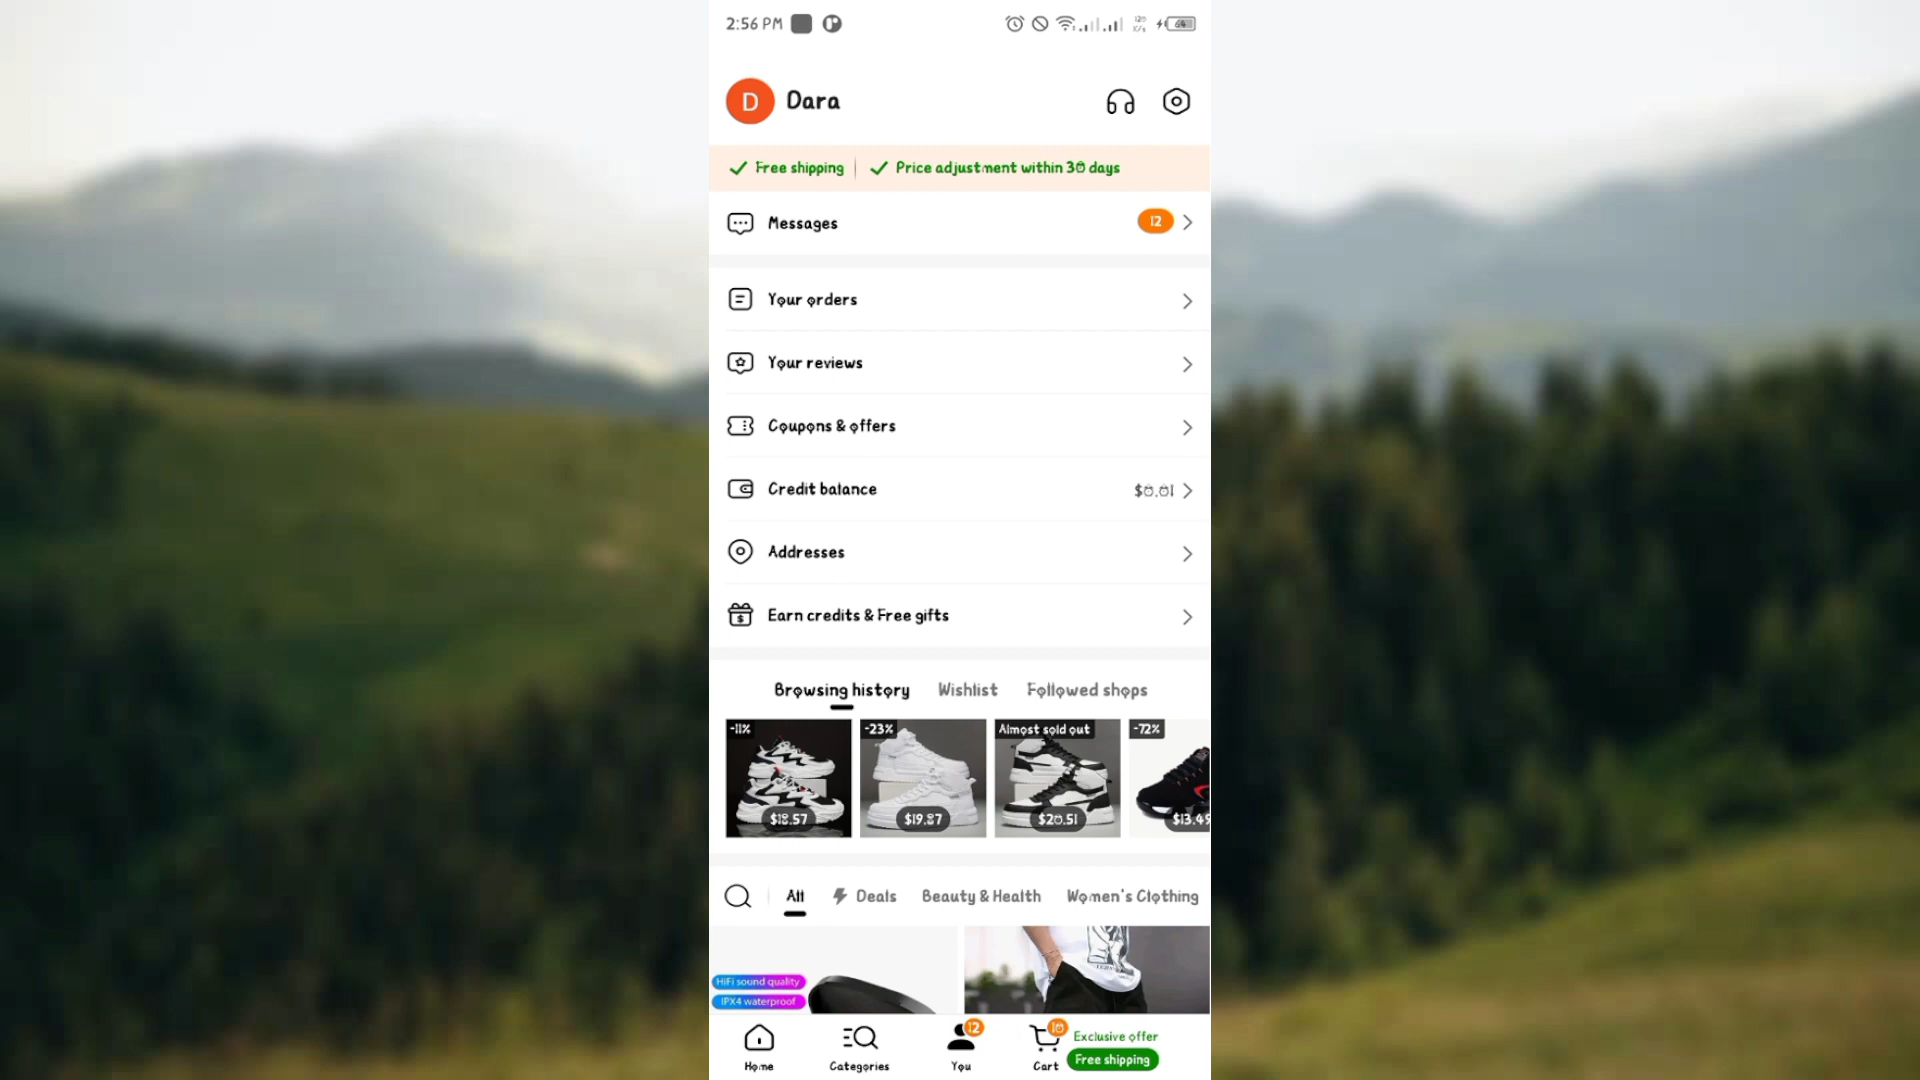 2:56 PM
64
D
Dara
Free shipping
Price adjustment within 30 days
Messages
12
Your orders
Your reviews
Coupons & offers
Credit balance
$0.01
Addresses
Earn credits & Free gifts
Browsing history
Wishlist
Followed shops
-11%
-23%
Almost sold out
-72%
$18.57
$19.87
$20.51
$13.49
All
Deals
Beauty & Health
Women's Clothing
HiFi sound quality
IPX4 waterproof
12
10
Exclusive offer
Free shipping
Home
Categories
You
Cart